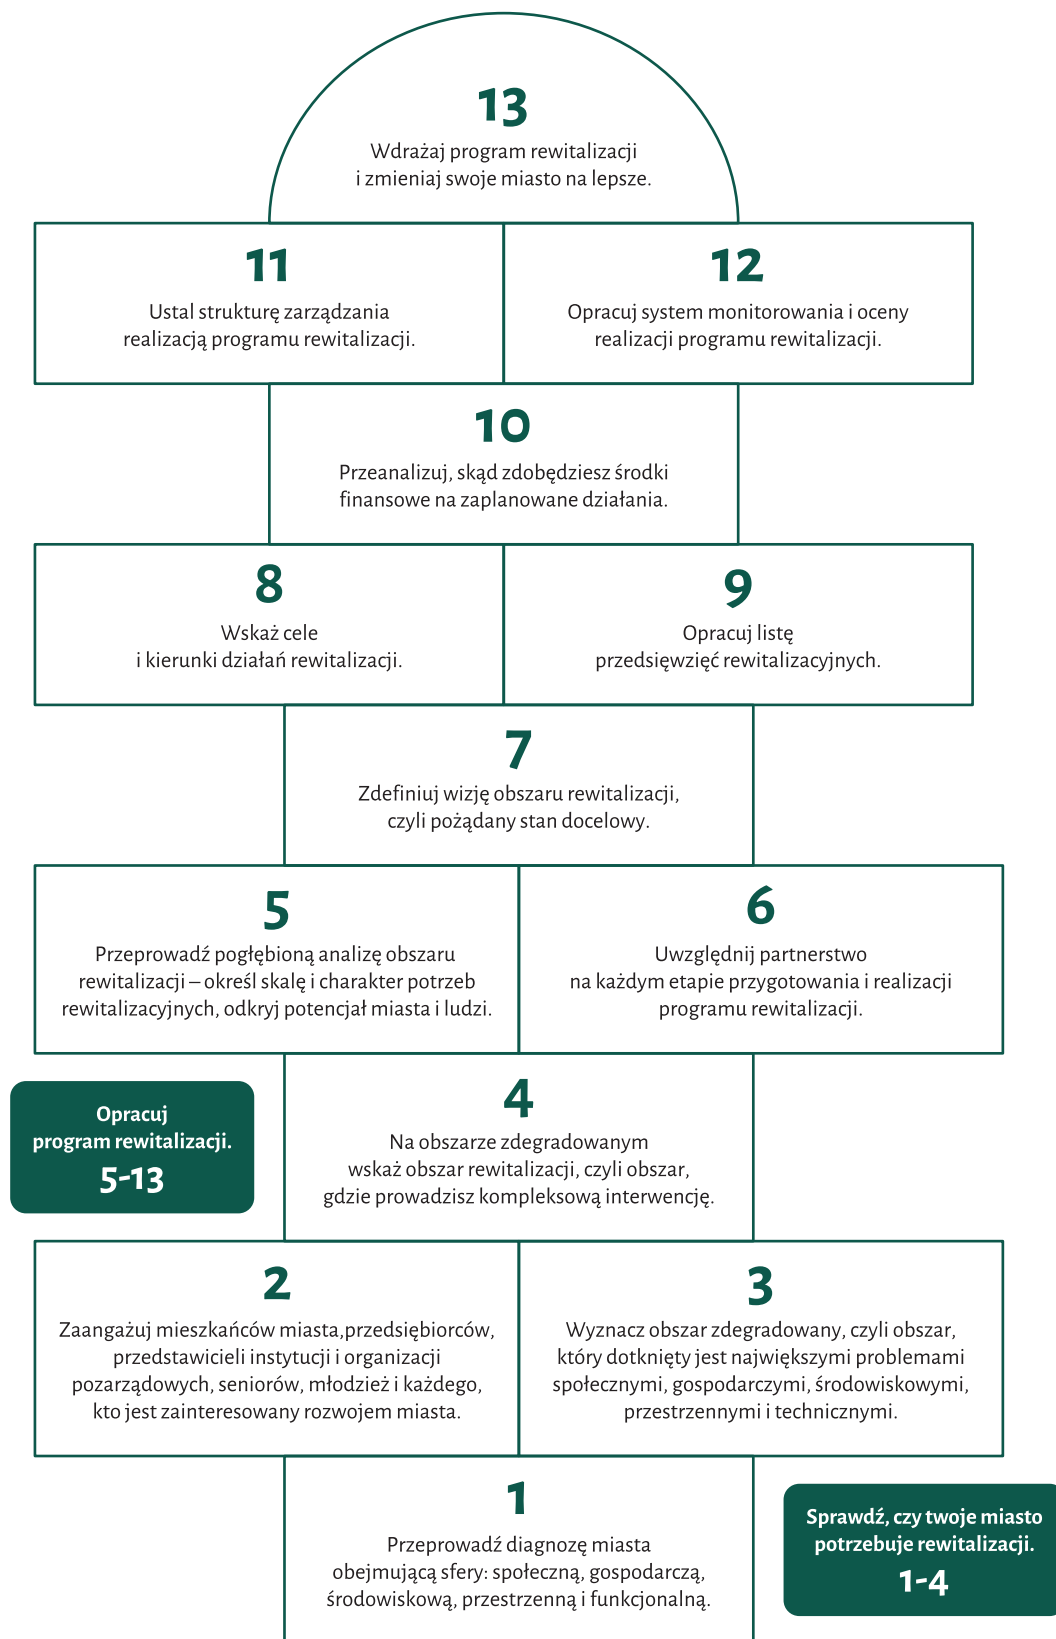 13
Wdrażaj program rewitalizacji
i zmieniaj swoje miasto na lepsze.
11
Ustal strukturę zarządzania
realizacją programu rewitalizacji.
12
Opracuj system monitorowania i oceny
realizacji programu rewitalizacji.
10
Przeanalizuj, skąd zdobędziesz środki
finansowe na zaplanowane działania.
8
Wskaż cele
i kierunki działań rewitalizacji.
9
Opracuj listę
przedsięwzięć rewitalizacyjnych.
7
Zdefiniuj wizję obszaru rewitalizacji,
czyli pożądany stan docelowy.
5
Przeprowadź pogłębioną analizę obszaru
rewitalizacji – określ skalę i charakter potrzeb
rewitalizacyjnych, odkryj potencjał miasta i ludzi.
6
Uwzględnij partnerstwo
na każdym etapie przygotowania i realizacji
programu rewitalizacji.
Opracuj
program rewitalizacji.
5-13
4
Na obszarze zdegradowanym
wskaż obszar rewitalizacji, czyli obszar,
gdzie prowadzisz kompleksową interwencję.
2
Zaangażuj mieszkańców miasta,przedsiębiorców,
przedstawicieli instytucji i organizacji
pozarządowych, seniorów, młodzież i każdego,
kto jest zainteresowany rozwojem miasta.
3
Wyznacz obszar zdegradowany, czyli obszar,
który dotknięty jest największymi problemami
społecznymi, gospodarczymi, środowiskowymi,
przestrzennymi i technicznymi.
1
Przeprowadź diagnozę miasta
obejmującą sfery: społeczną, gospodarczą,
środowiskową, przestrzenną i funkcjonalną.
Sprawdź, czy twoje miasto
potrzebuje rewitalizacji.
1-4